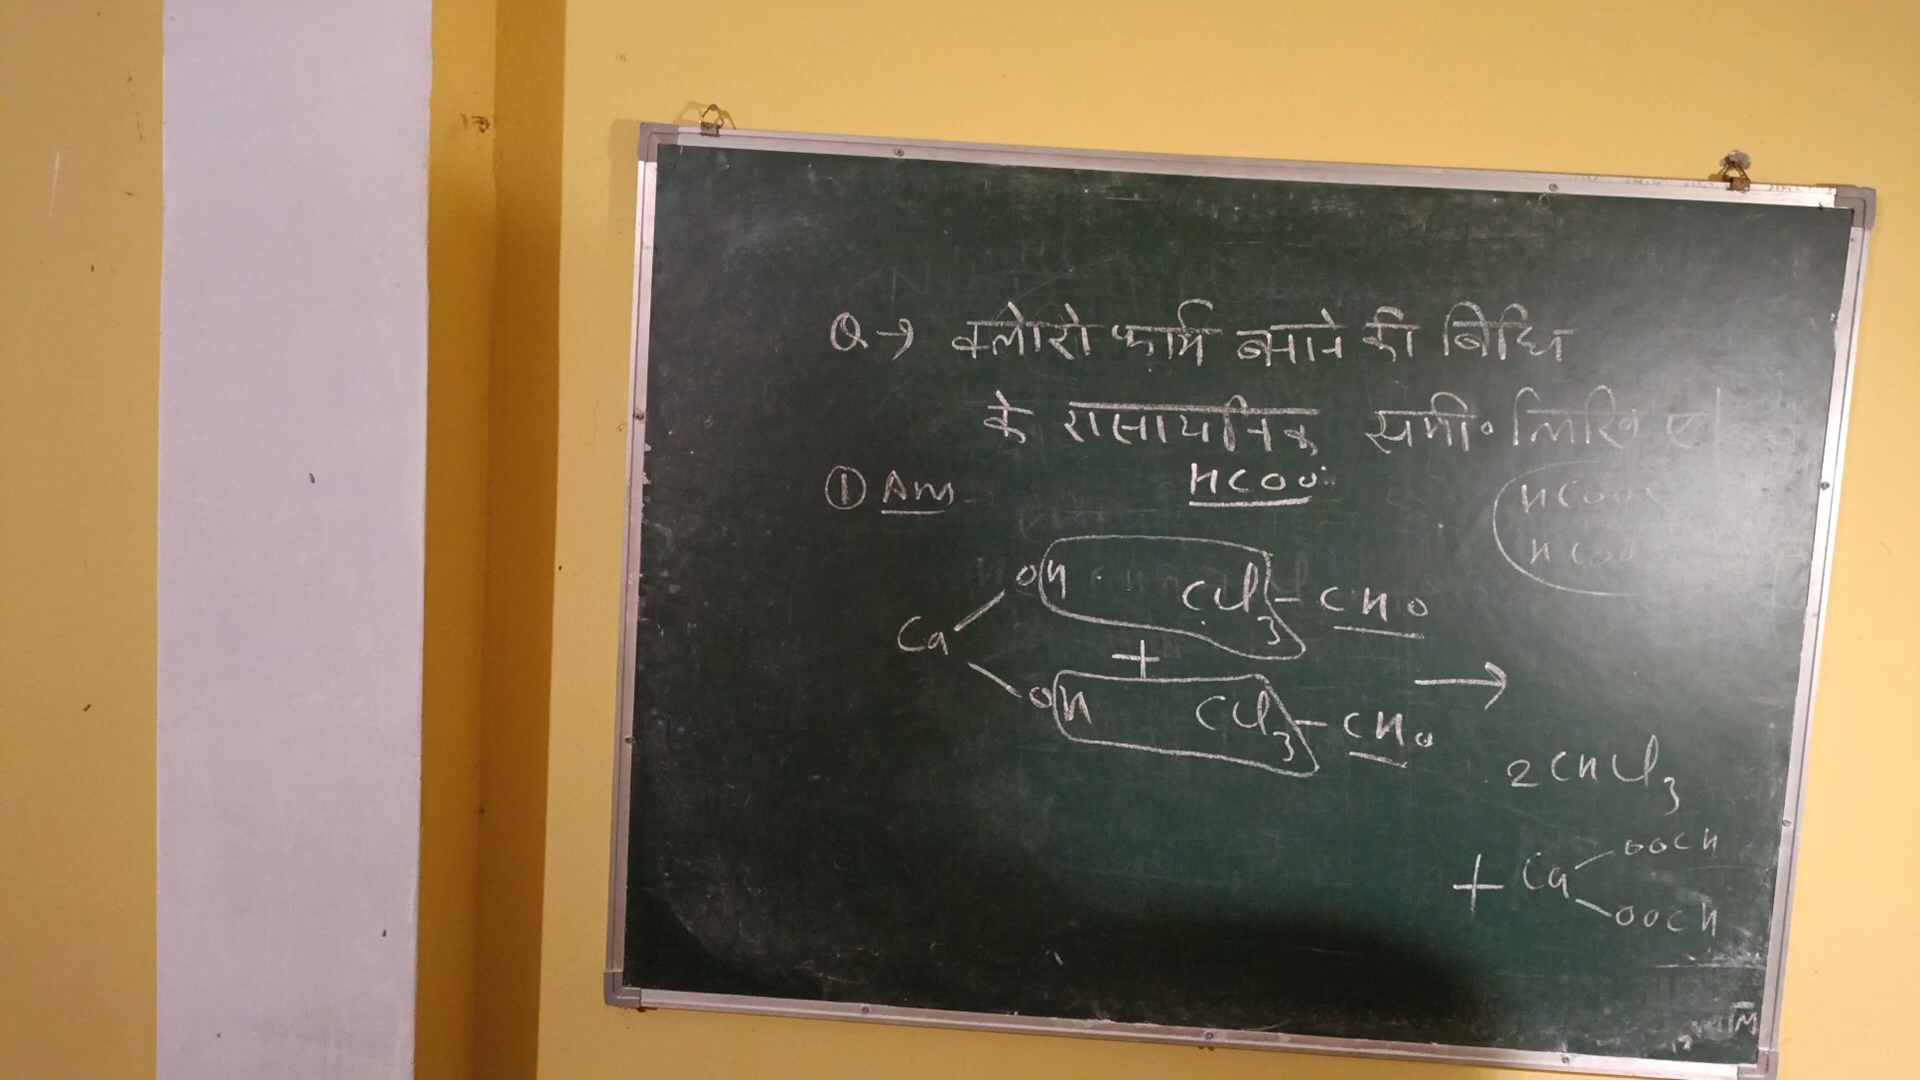 Q → क्लोरो फार्म बनाने की बिधि
के रासायनिक समी० लिखिए।
① Ans
HCOO
HCOO
HCOO
OH CCl3 - CHO
Ca + →
OH CCl3 - CHO
2CHCl3
+ Ca OOCH
OOCH